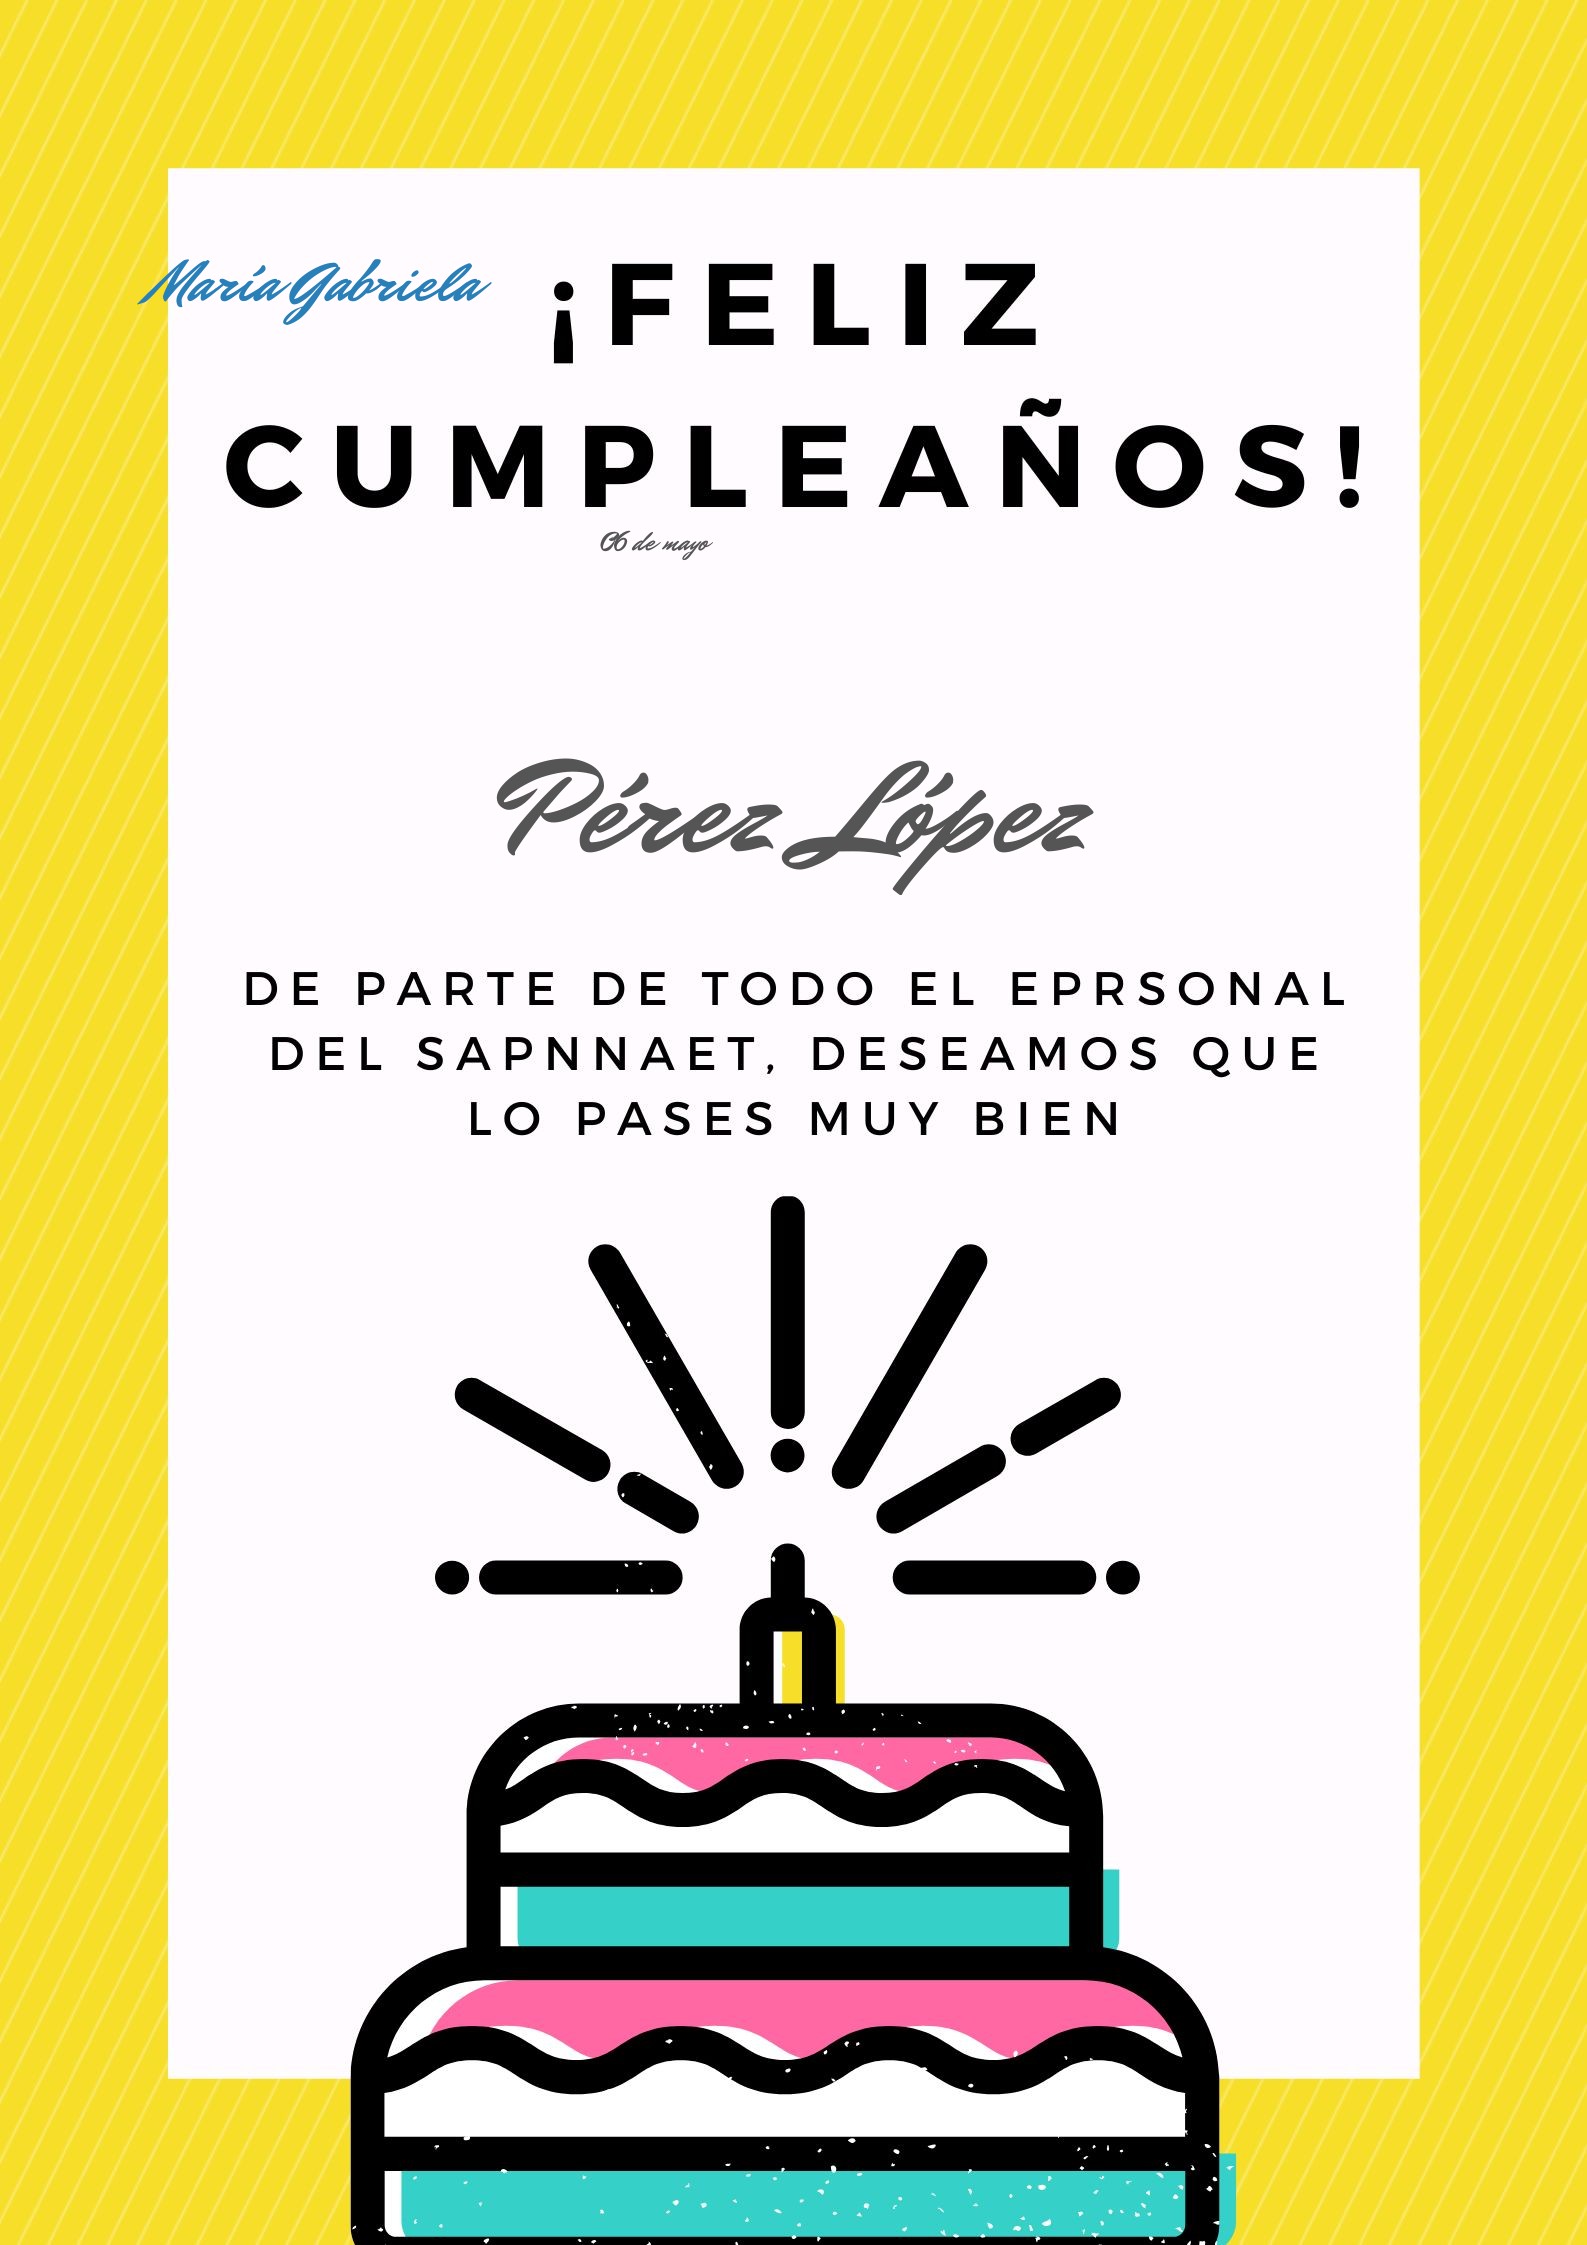 María Gabriela
¡FELIZ
CUMPLEAÑOS!
06 de mayo
Pérez López
DE PARTE DE TODO EL EPRSONAL
DEL SAPNNAET, DESEAMOS QUE
LO PASES MUY BIEN